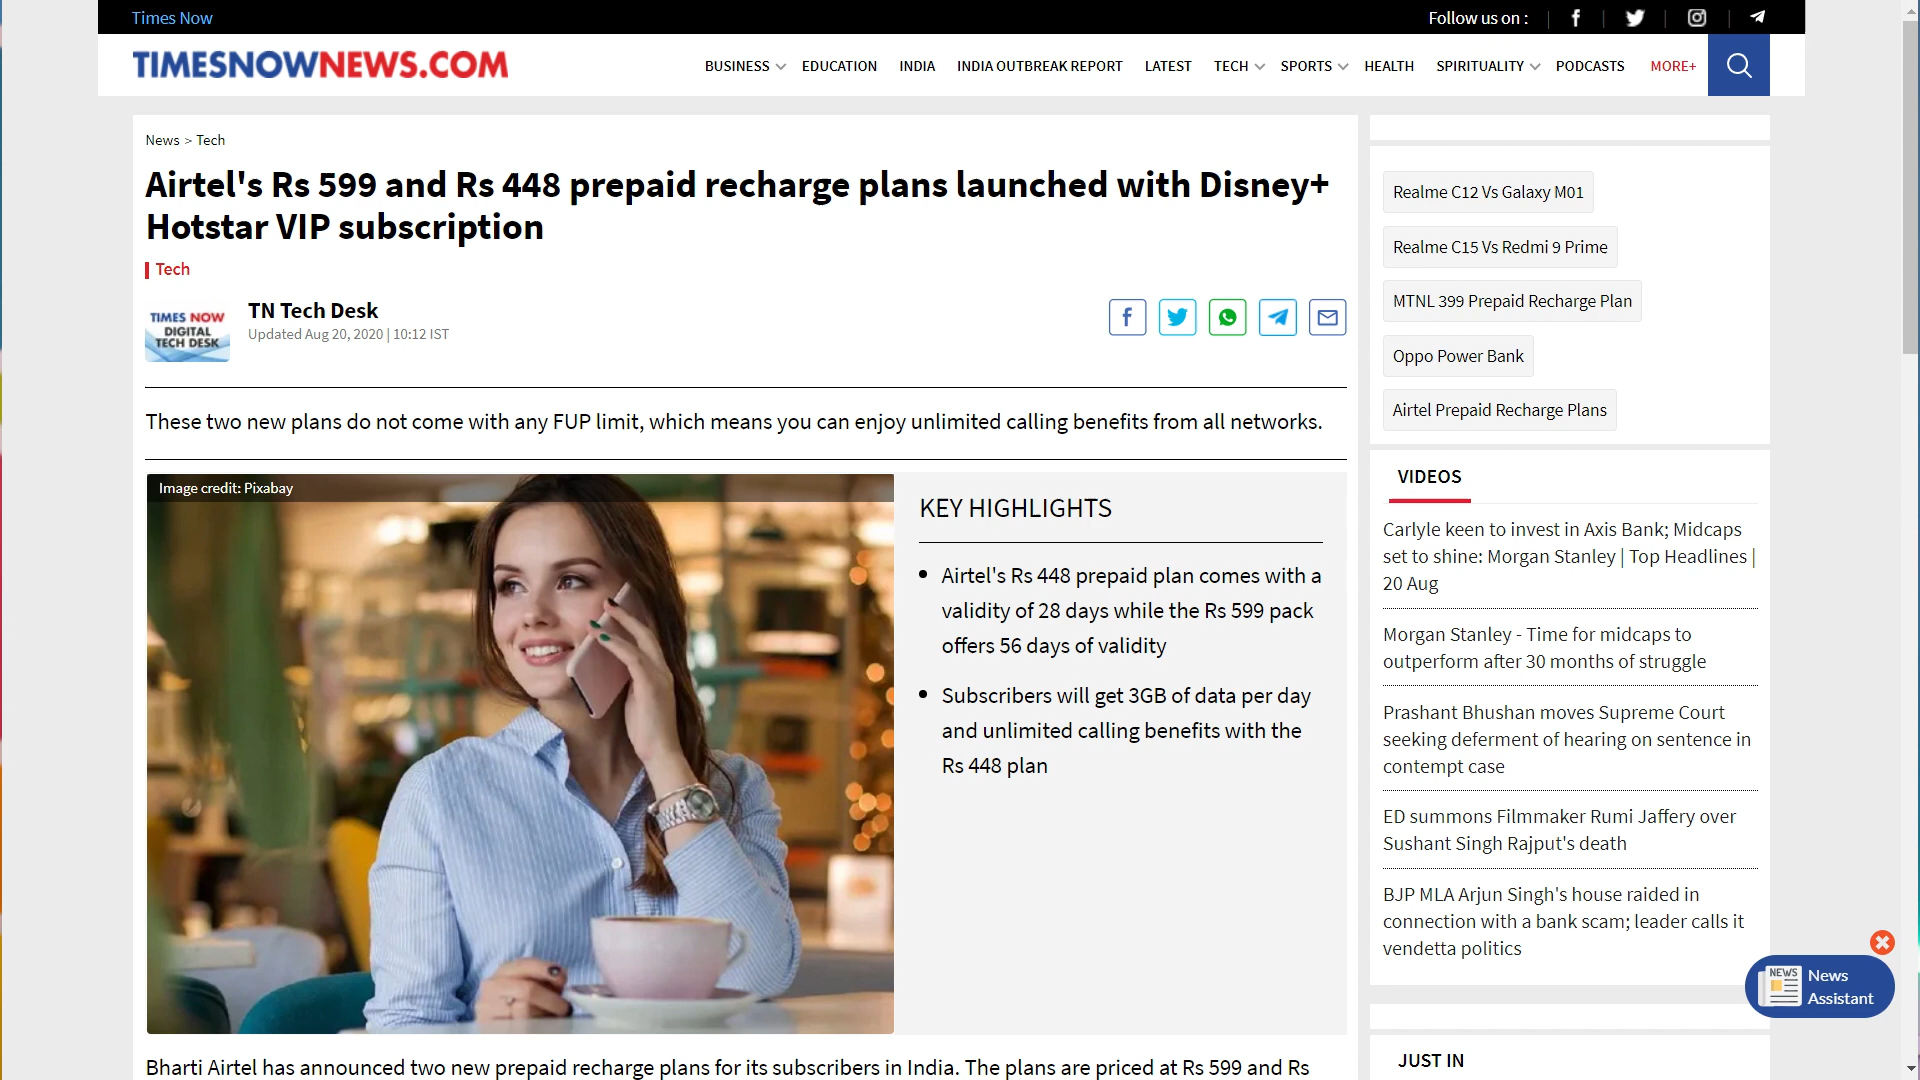 Times Now
Follow us on :
TIMESNOWNEWS.COM
BUSINESS EDUCATION INDIA INDIA OUTBREAK REPORT LATEST TECH SPORTS HEALTH SPIRITUALITY PODCASTS MORE+
News > Tech
Airtel's Rs 599 and Rs 448 prepaid recharge plans launched with Disney+
Hotstar VIP subscription
Tech
TIMES NOW
DIGITAL
TECH DESK
TN Tech Desk
Updated Aug 20, 2020 | 10:12 IST
These two new plans do not come with any FUP limit, which means you can enjoy unlimited calling benefits from all networks.
Image credit: Pixabay
KEY HIGHLIGHTS
Airtel's Rs 448 prepaid plan comes with a
validity of 28 days while the Rs 599 pack
offers 56 days of validity
Subscribers will get 3GB of data per day
and unlimited calling benefits with the
Rs 448 plan
Bharti Airtel has announced two new prepaid recharge plans for its subscribers in India. The plans are priced at Rs 599 and Rs
Realme C12 Vs Galaxy M01
Realme C15 Vs Redmi 9 Prime
MTNL 399 Prepaid Recharge Plan
Oppo Power Bank
Airtel Prepaid Recharge Plans
VIDEOS
Carlyle keen to invest in Axis Bank; Midcaps
set to shine: Morgan Stanley | Top Headlines |
20 Aug
Morgan Stanley - Time for midcaps to
outperform after 30 months of struggle
Prashant Bhushan moves Supreme Court
seeking deferment of hearing on sentence in
contempt case
ED summons Filmmaker Rumi Jaffery over
Sushant Singh Rajput's death
BJP MLA Arjun Singh's house raided in
connection with a bank scam; leader calls it
vendetta politics
NEWS
News
Assistant
JUST IN